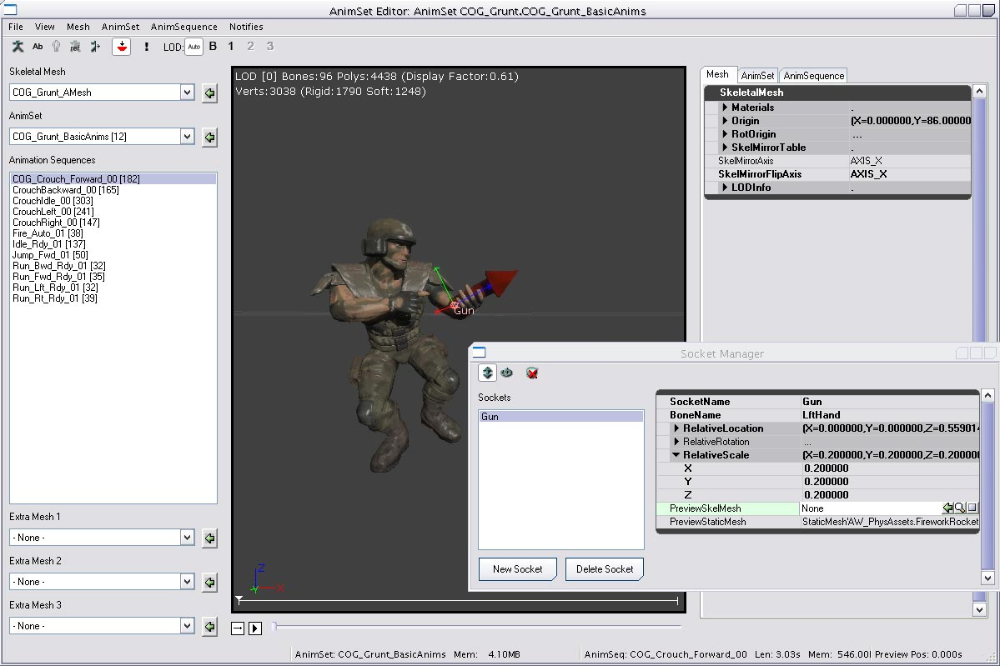 AnimSet Editor: AnimSet COG_Grunt.COG_Grunt_BasicAnims
File View Mesh AnimSet AnimSequence Notifies
Ab ref ! LOD: Auto B 1 2 3
Skeletal Mesh
COG_Grunt_AMesh
AnimSet
COG_Grunt_BasicAnims [12]
Animation Sequences
COG_Crouch_Forward_00 [182]
CrouchBackward_00 [165]
CrouchIdle_00 [303]
CrouchLeft_00 [241]
CrouchRight_00 [147]
Fire_Auto_01 [38]
Idle_Rdy_01 [137]
Jump_Fwd_01 [50]
Run_Bwd_Rdy_01 [32]
Run_Fwd_Rdy_01 [35]
Run_Lft_Rdy_01 [32]
Run_Rt_Rdy_01 [39]
Extra Mesh 1
- None -
Extra Mesh 2
- None -
Extra Mesh 3
- None -
LOD [0] Bones:96 Polys:4438 (Display Factor:0.61)
Verts:3038 (Rigid:1790 Soft:1248)
Gun
Z
Y
X
Mesh AnimSet AnimSequence
SkeletalMesh
Materials .
Origin (X=0.000000,Y=86.00000
RotOrigin ...
SkelMirrorTable .
SkelMirrorAxis AXIS_X
SkelMirrorFlipAxis AXIS_X
LODInfo .
Socket Manager
Sockets
Gun
New Socket Delete Socket
SocketName Gun
BoneName LftHand
RelativeLocation (X=0.000000,Y=0.000000,Z=0.559014
RelativeRotation ...
RelativeScale (X=0.200000,Y=0.200000,Z=0.200000
X 0.200000
Y 0.200000
Z 0.200000
PreviewSkelMesh None
PreviewStaticMesh StaticMesh'AW_PhysAssets.FireworkRocket
AnimSet: COG_Grunt_BasicAnims Mem: 4.10MB AnimSeq: COG_Crouch_Forward_00 Len: 3.03s Mem: 546.00 Preview Pos: 0.000s